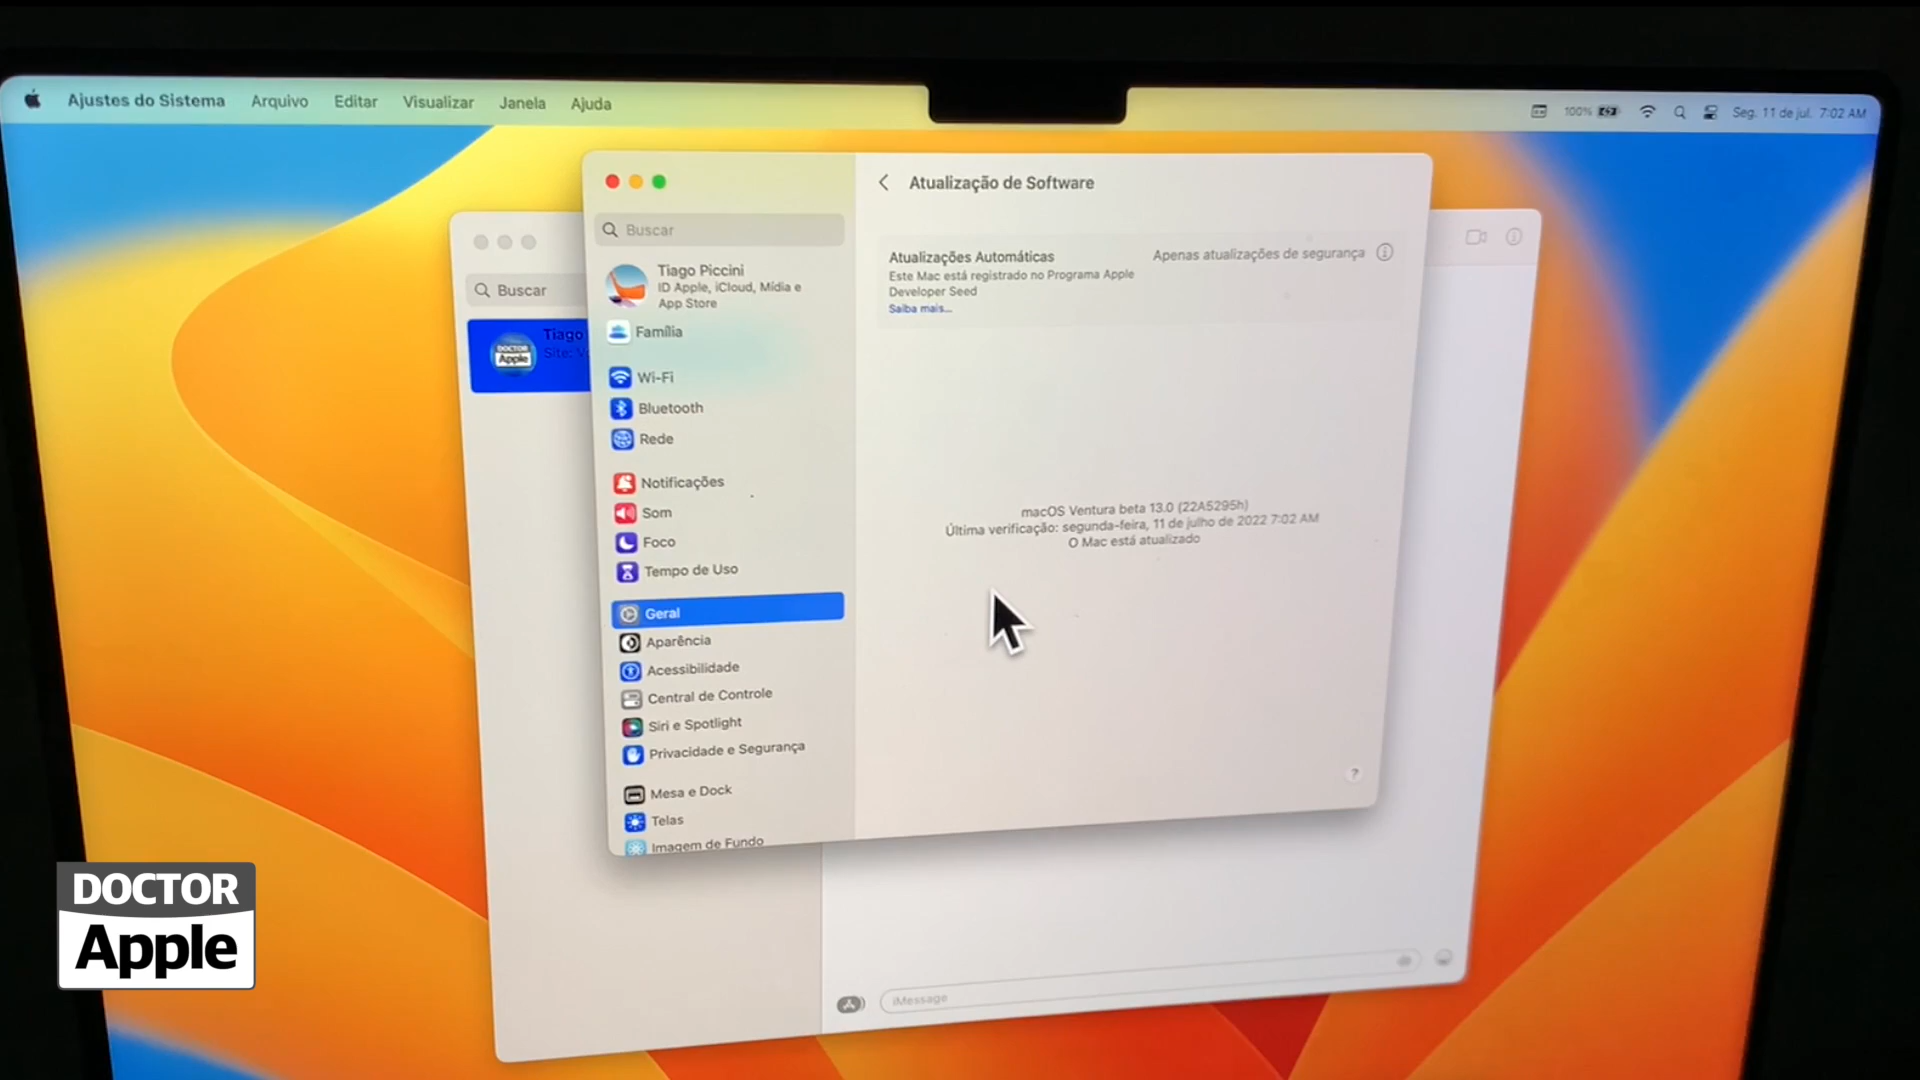 Ajustes do Sistema Arquivo Editar Visualizar Janela Ajuda
100% Seg. 11 de jul. 7:02 AM
Atualização de Software
Buscar
Atualizações Automáticas
Apenas atualizações de segurança
Este Mac está registrado no Programa Apple
Developer Seed
Saiba mais...
Tiago Piccini
ID Apple, iCloud, Mídia e
App Store
Família
Wi-Fi
Bluetooth
Rede
Notificações
Som
Foco
Tempo de Uso
Geral
Aparência
Acessibilidade
Central de Controle
Siri e Spotlight
Privacidade e Segurança
Mesa e Dock
Telas
Imagem de Fundo
macOS Ventura beta 13.0 (22A5295h)
Última verificação: segunda-feira, 11 de julho de 2022 7:02 AM
O Mac está atualizado
?
Buscar
DOCTOR
Apple
Tiago
Site:
iMessage
DOCTOR
Apple